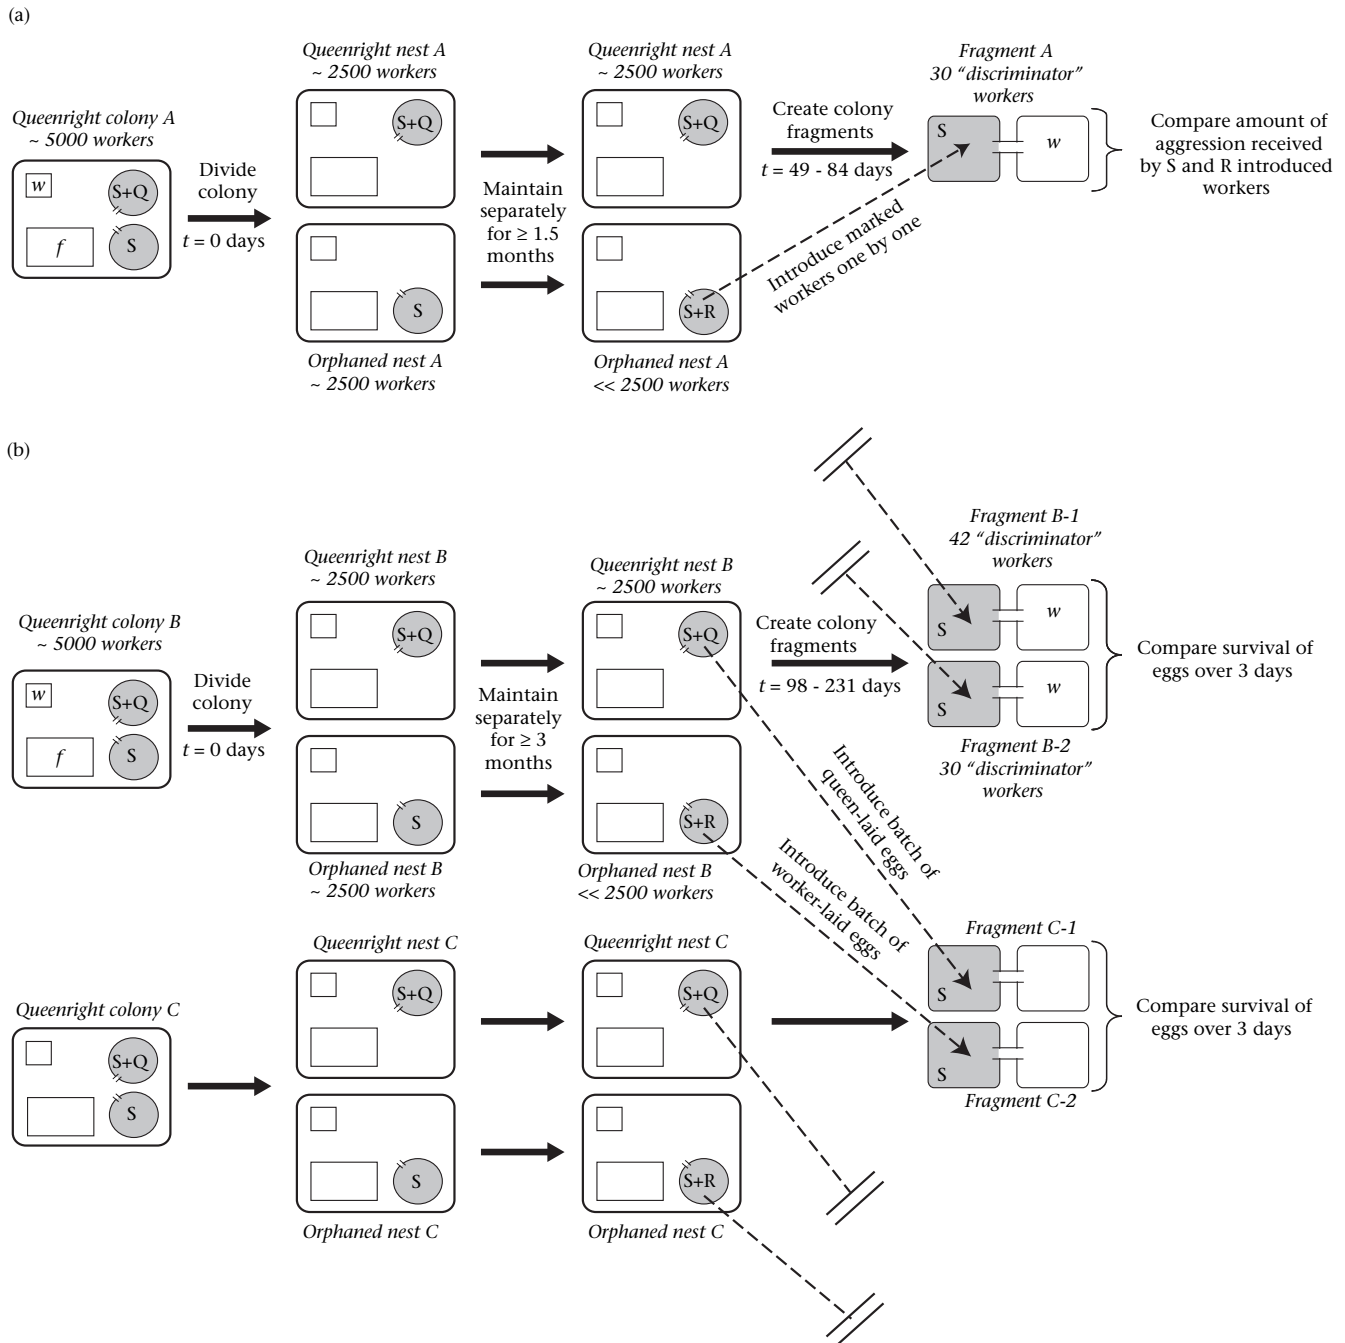 (a)
Queenright colony A
~ 5000 workers
w
S+Q
f
S
Divide
colony
t = 0 days
Queenright nest A
~ 2500 workers
S+Q
S
Orphaned nest A
~ 2500 workers
Maintain
separately
for ≥ 1.5
months
Queenright nest A
~ 2500 workers
S+Q
S+R
Orphaned nest A
<< 2500 workers
Create colony
fragments
t = 49 - 84 days
Introduce marked
workers one by one
Fragment A
30 “discriminator”
workers
S
w
Compare amount of
aggression received
by S and R introduced
workers
(b)
Queenright colony B
~ 5000 workers
w
S+Q
f
S
Divide
colony
t = 0 days
Queenright nest B
~ 2500 workers
S+Q
S
Orphaned nest B
~ 2500 workers
Maintain
separately
for ≥ 3
months
Queenright nest B
~ 2500 workers
S+Q
S+R
Orphaned nest B
<< 2500 workers
Create colony
fragments
t = 98 - 231 days
Introduce batch of
queen-laid eggs
Introduce batch of
worker-laid eggs
Fragment B-1
42 “discriminator”
workers
S
w
S
w
Fragment B-2
30 “discriminator”
workers
Compare survival of
eggs over 3 days
Queenright colony C
S+Q
S
Queenright nest C
S+Q
S
Orphaned nest C
Queenright nest C
S+Q
S+R
Orphaned nest C
Fragment C-1
S
S
Fragment C-2
Compare survival of
eggs over 3 days